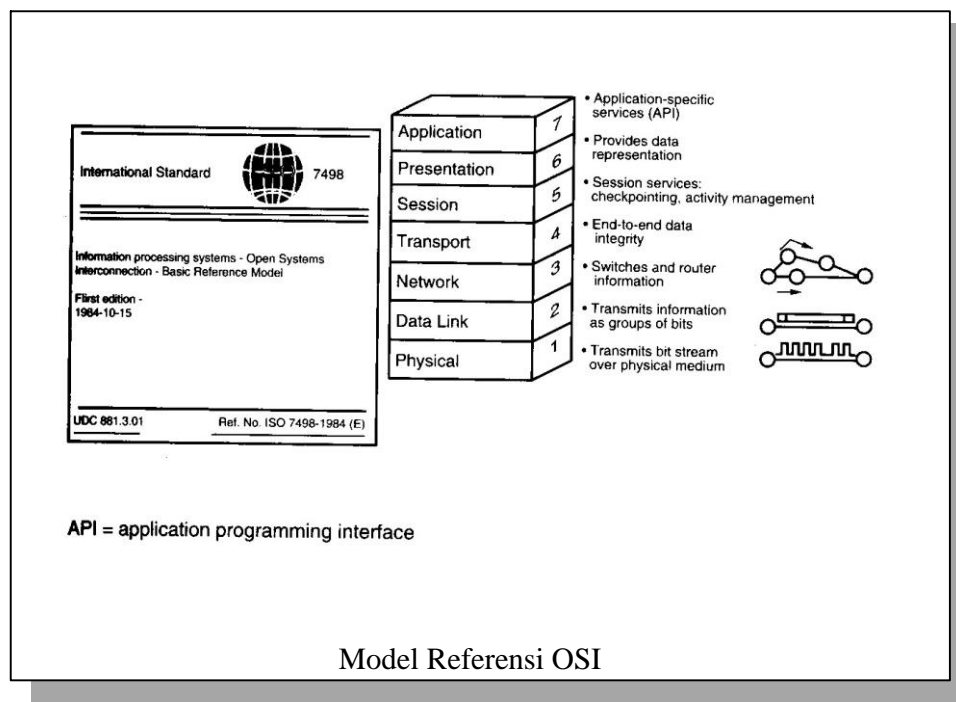 International Standard
7498
Information processing systems - Open Systems
Interconnection - Basic Reference Model
First edition -
1984-10-15
UDC 881.3.01
Ref. No. ISO 7498-1984 (E)
Application 7
Presentation 6
Session 5
Transport 4
Network 3
Data Link 2
Physical 1
• Application-specific
services (API)
• Provides data
representation
• Session services:
checkpointing, activity management
• End-to-end data
integrity
• Switches and router
information
• Transmits information
as groups of bits
• Transmits bit stream
over physical medium
API = application programming interface
Model Referensi OSI